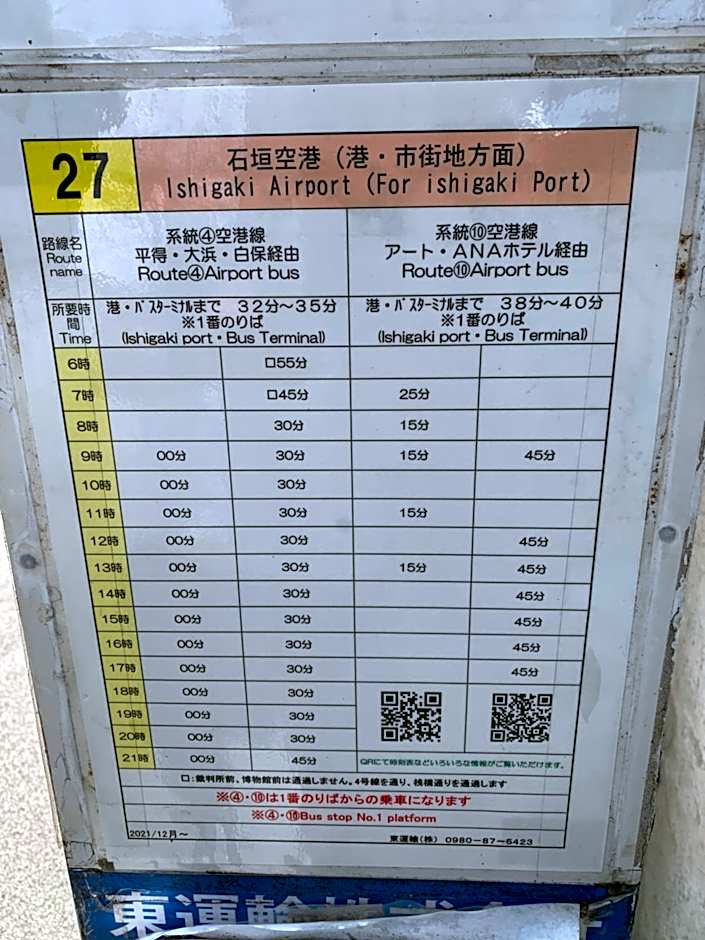 27
石垣空港（港・市街地方面）
Ishigaki Airport (For ishigaki Port)
路線名
Route
name
系統④空港線
平得・大浜・白保経由
Route④Airport bus
系統⑩空港線
アート・ANAホテル経由
Route⑩Airport bus
所要時
間
Time
港・バスターミナルまで 32分～35分
※1番のりば
(Ishigaki port・Bus Terminal)
港・バスターミナルまで 38分～40分
※1番のりば
(Ishigaki port・Bus Terminal)
6時 □55分
7時 □45分 25分
8時 30分 15分
9時 00分 30分 15分 45分
10時 00分 30分
11時 00分 30分 15分
12時 00分 30分 45分
13時 00分 30分 15分 45分
14時 00分 30分 45分
15時 00分 30分 45分
16時 00分 30分 45分
17時 00分 30分 45分
18時 00分 30分
19時 00分 30分
20時 00分 30分
21時 00分 45分
QRにて時刻表などいろいろな情報がご覧いただけます。
□：裁判所前、博物館前は通過しません。4号線を通り、桟橋通りを通過します
※④・⑩は1番のりばからの乗車になります
※④・⑩Bus stop No.1 platform
2021/12月～
東運輸(株) 0980-87-5423
東運輸株式会社